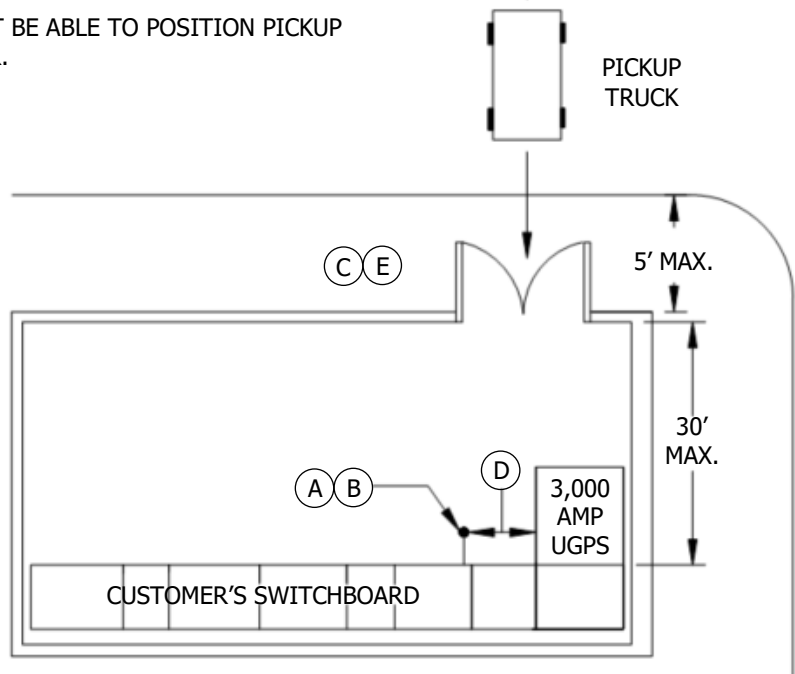 BE ABLE TO POSITION PICKUP
PICKUP
TRUCK
C E
5' MAX.
30'
MAX.
A B
D
3,000
AMP
UGPS
CUSTOMER'S SWITCHBOARD